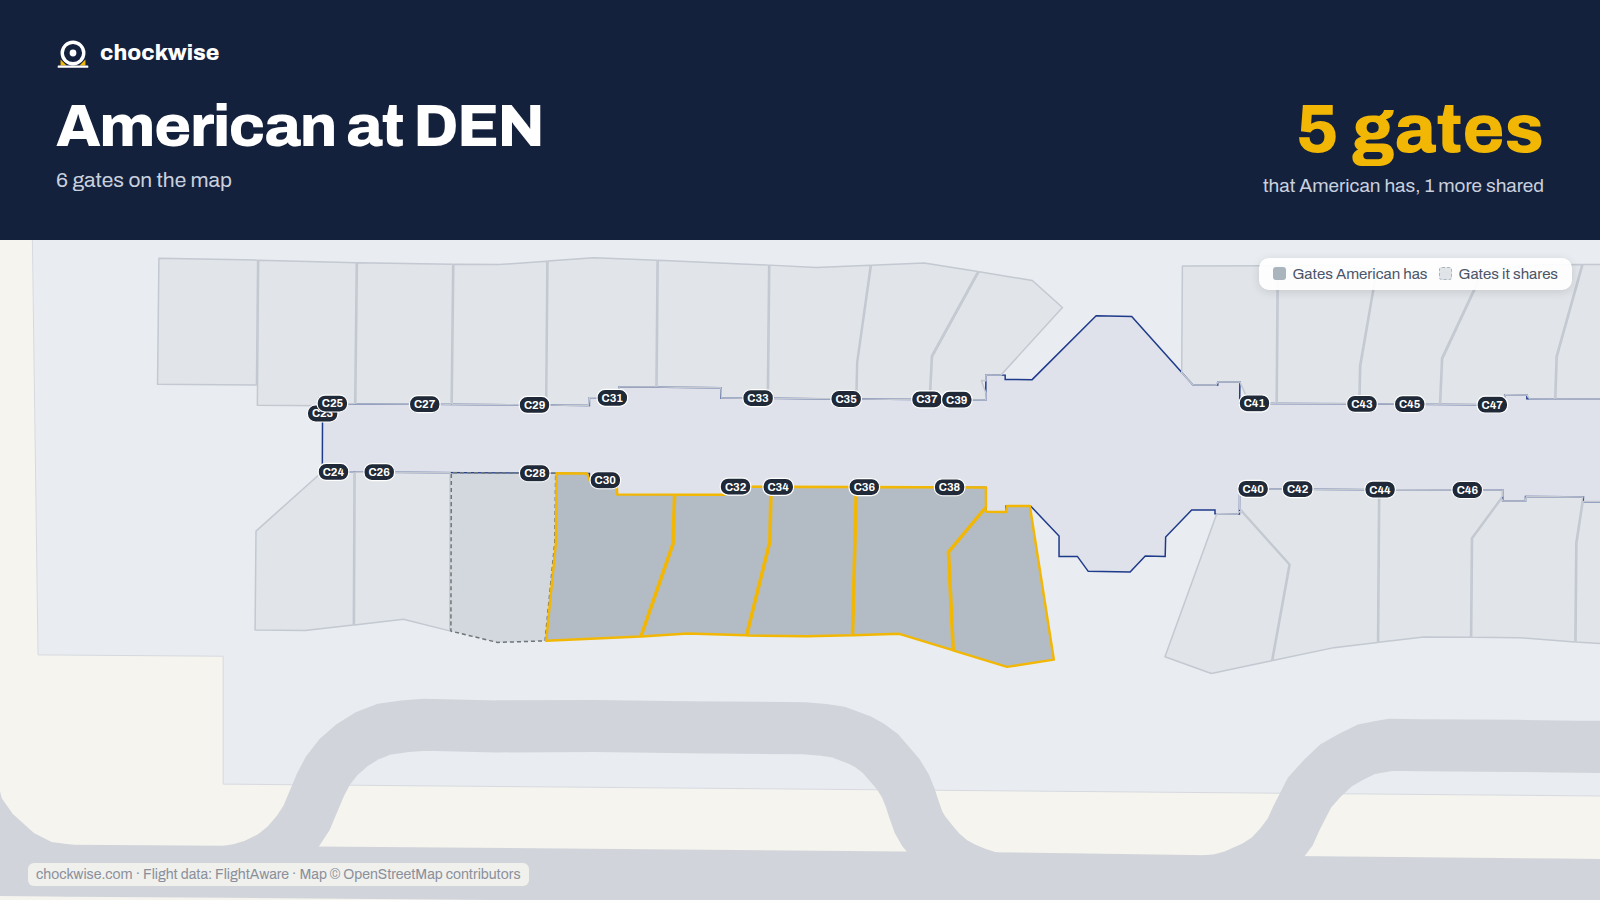 chockwise
American at DEN
6 gates on the map
5 gates
that American has, 1 more shared
Gates American has
Gates it shares
C23
C25
C27
C29
C31
C33
C35
C37
C39
C41
C43
C45
C47
C24
C26
C28
C30
C32
C34
C36
C38
C40
C42
C44
C46
chockwise.com · Flight data: FlightAware · Map © OpenStreetMap contributors